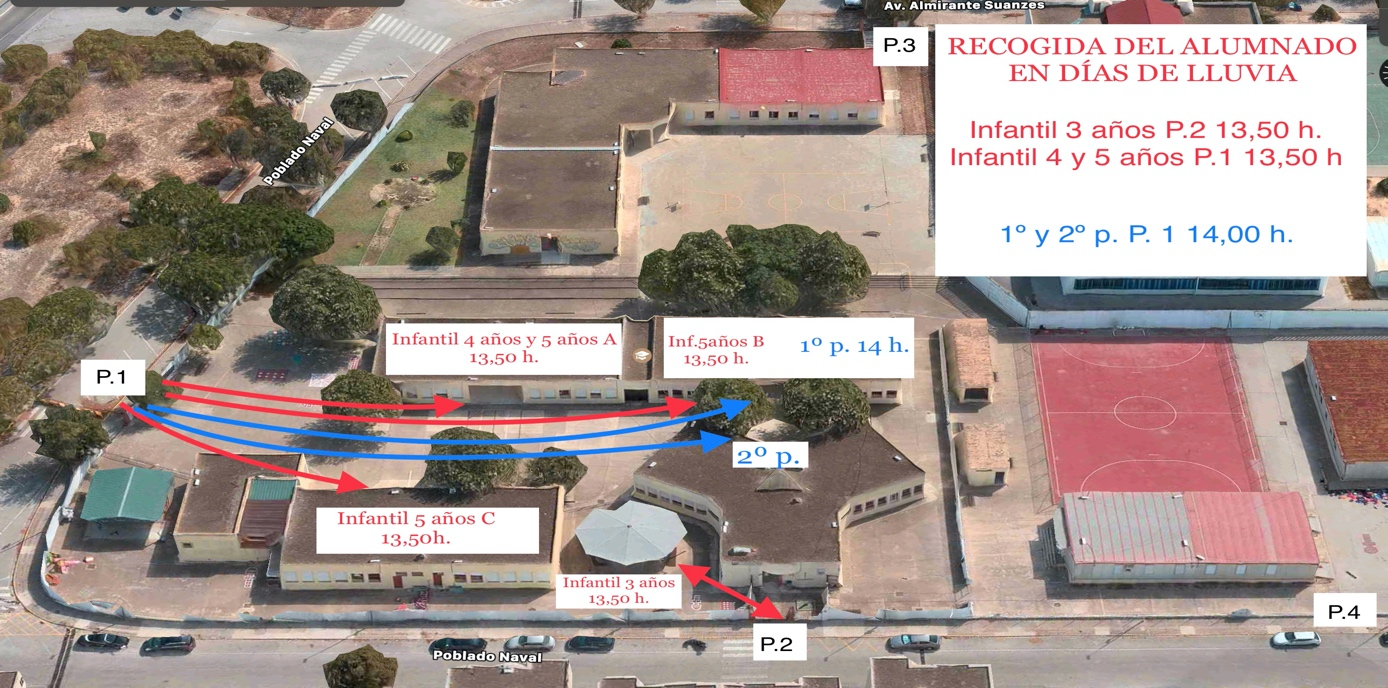 Av. Almirante Suanzes
P.3
RECOGIDA DEL ALUMNADO
EN DÍAS DE LLUVIA
Infantil 3 años P.2 13,50 h.
Infantil 4 y 5 años P.1 13,50 h
1º y 2º p. P. 1 14,00 h.
Poblado Naval
Infantil 4 años y 5 años A
13,50 h.
Inf.5años B
13,50 h.
1º p. 14 h.
P.1
2º p.
Infantil 5 años C
13,50h.
Infantil 3 años
13,50 h.
P.4
P.2
Poblado Naval